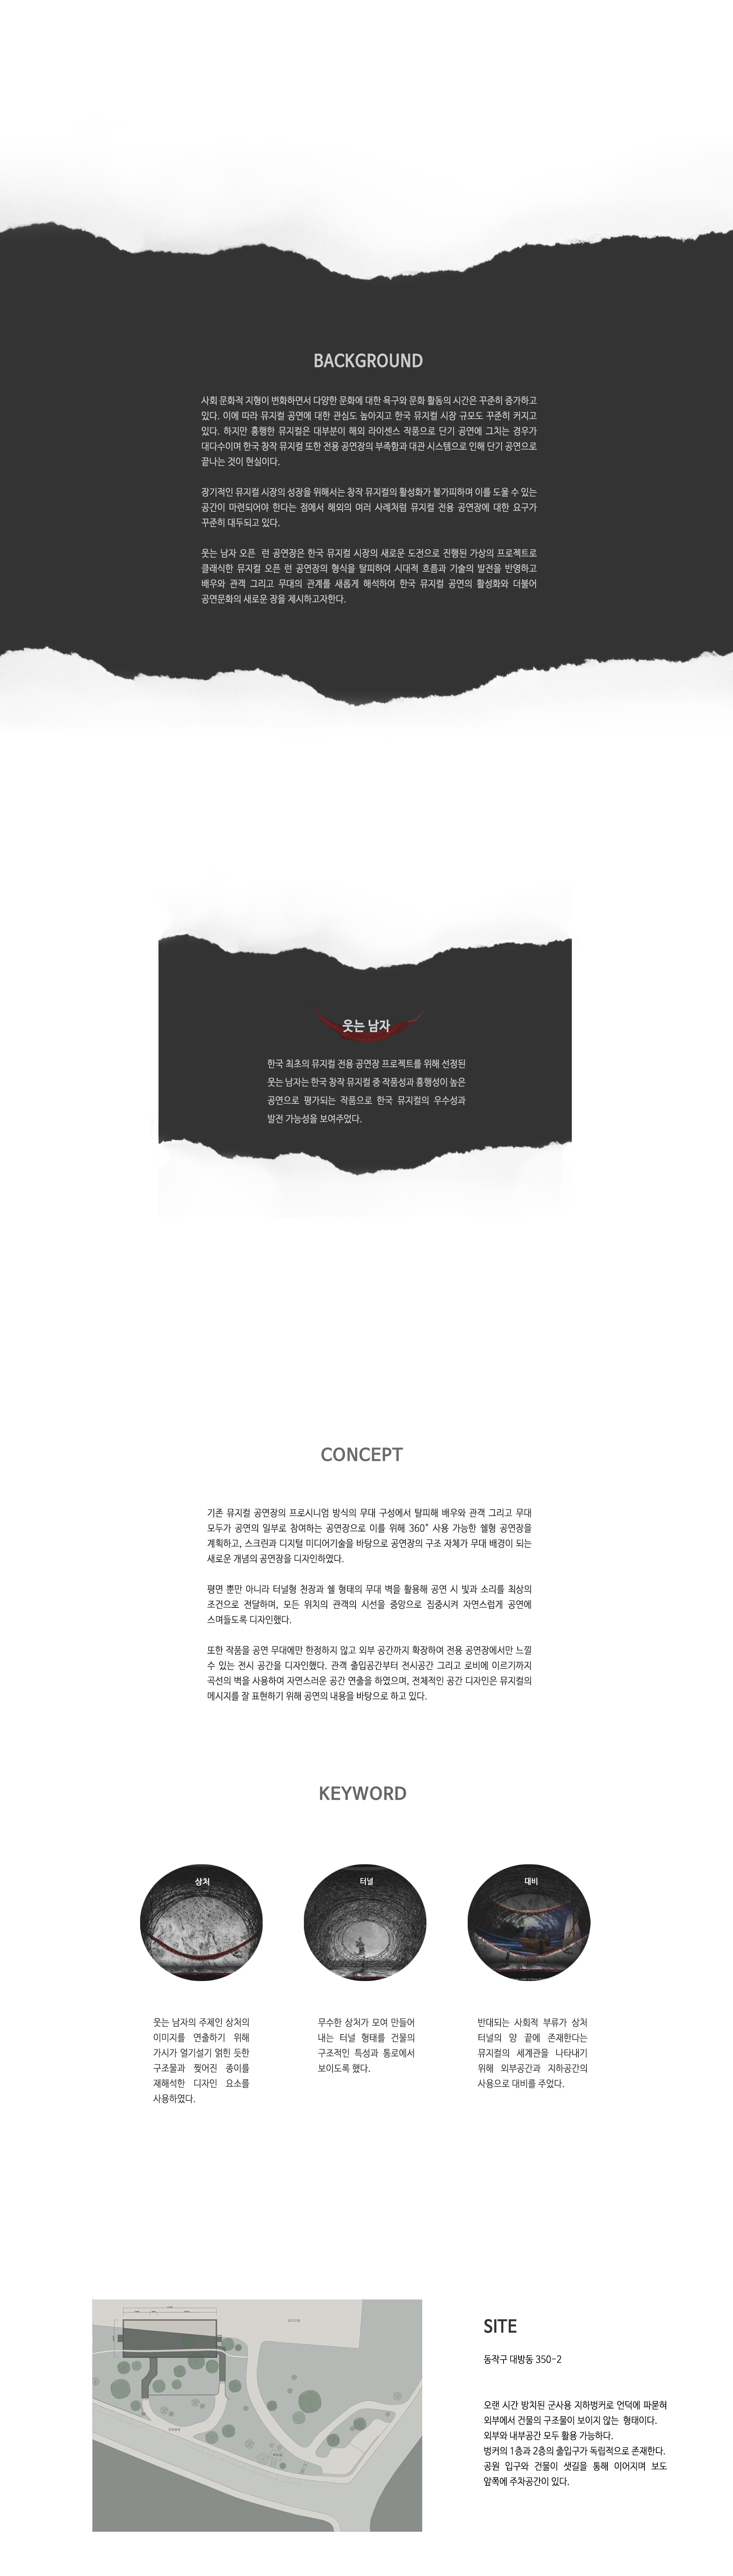 BACKGROUND
사회 문화적 지형이 변화하면서 다양한 문화에 대한 욕구와 문화 활동의 시간은 꾸준히 증가하고
있다. 이에 따라 뮤지컬 공연에 대한 관심도 높아지고 한국 뮤지컬 시장 규모도 꾸준히 커지고
있다. 하지만 흥행한 뮤지컬은 대부분이 해외 라이센스 작품으로 단기 공연에 그치는 경우가
대다수이며 한국 창작 뮤지컬 또한 전용 공연장의 부족함과 대관 시스템으로 인해 단기 공연으로
끝나는 것이 현실이다.
장기적인 뮤지컬 시장의 성장을 위해서는 창작 뮤지컬의 활성화가 불가피하며 이를 도울 수 있는
공간이 마련되어야 한다는 점에서 해외의 여러 사례처럼 뮤지컬 전용 공연장에 대한 요구가
꾸준히 대두되고 있다.
웃는 남자 오픈 런 공연장은 한국 뮤지컬 시장의 새로운 도전으로 진행된 가상의 프로젝트로
클래식한 뮤지컬 오픈 런 공연장의 형식을 탈피하여 시대적 흐름과 기술의 발전을 반영하고
배우와 관객 그리고 무대의 관계를 새롭게 해석하여 한국 뮤지컬 공연의 활성화와 더불어
공연문화의 새로운 장을 제시하고자한다.
웃는 남자
한국 최초의 뮤지컬 전용 공연장 프로젝트를 위해 선정된
웃는 남자는 한국 창작 뮤지컬 중 작품성과 흥행성이 높은
공연으로 평가되는 작품으로 한국 뮤지컬의 우수성과
발전 가능성을 보여주었다.
CONCEPT
기존 뮤지컬 공연장의 프로시니엄 방식의 무대 구성에서 탈피해 배우와 관객 그리고 무대
모두가 공연의 일부로 참여하는 공연장으로 이를 위해 360˚ 사용 가능한 쉘형 공연장을
계획하고, 스크린과 디지털 미디어기술을 바탕으로 공연장의 구조 자체가 무대 배경이 되는
새로운 개념의 공연장을 디자인하였다.
평면 뿐만 아니라 터널형 천장과 쉘 형태의 무대 벽을 활용해 공연 시 빛과 소리를 최상의
조건으로 전달하며, 모든 위치의 관객의 시선을 중앙으로 집중시켜 자연스럽게 공연에
스며들도록 디자인했다.
또한 작품을 공연 무대에만 한정하지 않고 외부 공간까지 확장하여 전용 공연장에서만 느낄
수 있는 전시 공간을 디자인했다. 관객 출입공간부터 전시공간 그리고 로비에 이르기까지
곡선의 벽을 사용하여 자연스러운 공간 연출을 하였으며, 전체적인 공간 디자인은 뮤지컬의
메시지를 잘 표현하기 위해 공연의 내용을 바탕으로 하고 있다.
KEYWORD
상처
터널
대비
웃는 남자의 주제인 상처의
이미지를 연출하기 위해
가시가 얼기설기 얽힌 듯한
구조물과 찢어진 종이를
재해석한 디자인 요소를
사용하였다.
무수한 상처가 모여 만들어
내는 터널 형태를 건물의
구조적인 특성과 통로에서
보이도록 했다.
반대되는 사회적 부류가 상처
터널의 양 끝에 존재한다는
뮤지컬의 세계관을 나타내기
위해 외부공간과 지하공간의
사용으로 대비를 주었다.
SITE
동작구 대방동 350-2
오랜 시간 방치된 군사용 지하벙커로 언덕에 파묻혀
외부에서 건물의 구조물이 보이지 않는 형태이다.
외부와 내부공간 모두 활용 가능하다.
벙커의 1층과 2층의 출입구가 독립적으로 존재한다.
공원 입구와 건물이 샛길을 통해 이어지며 보도
앞쪽에 주차공간이 있다.